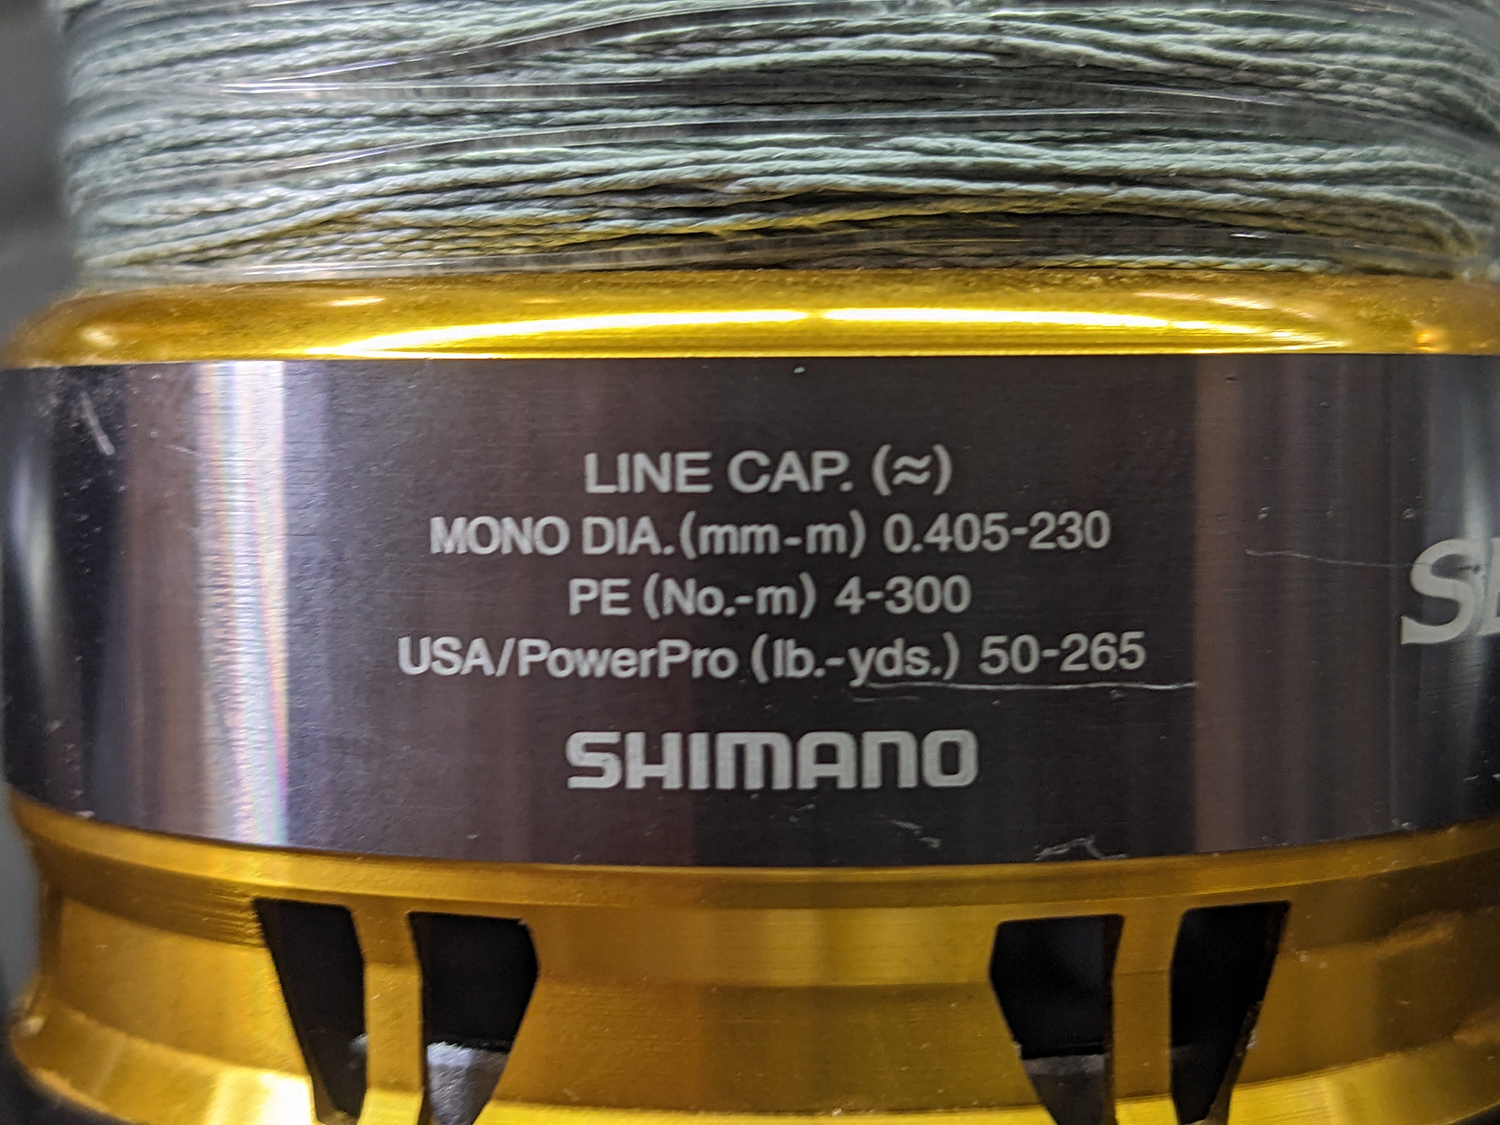 LINE CAP. (≈)
MONO DIA.(mm-m) 0.405-230
PE (No.-m) 4-300
USA/PowerPro (lb.-yds.) 50-265
SHIMANO